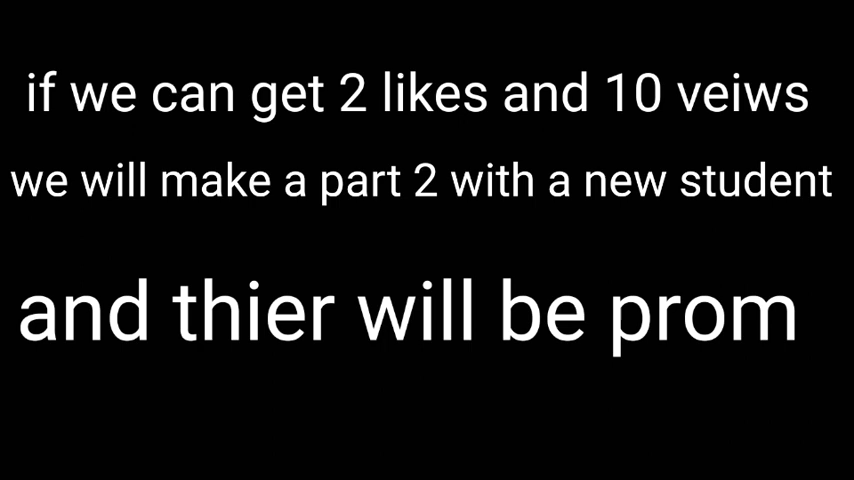 if we can get 2 likes and 10 veiws
we will make a part 2 with a new student
and thier will be prom